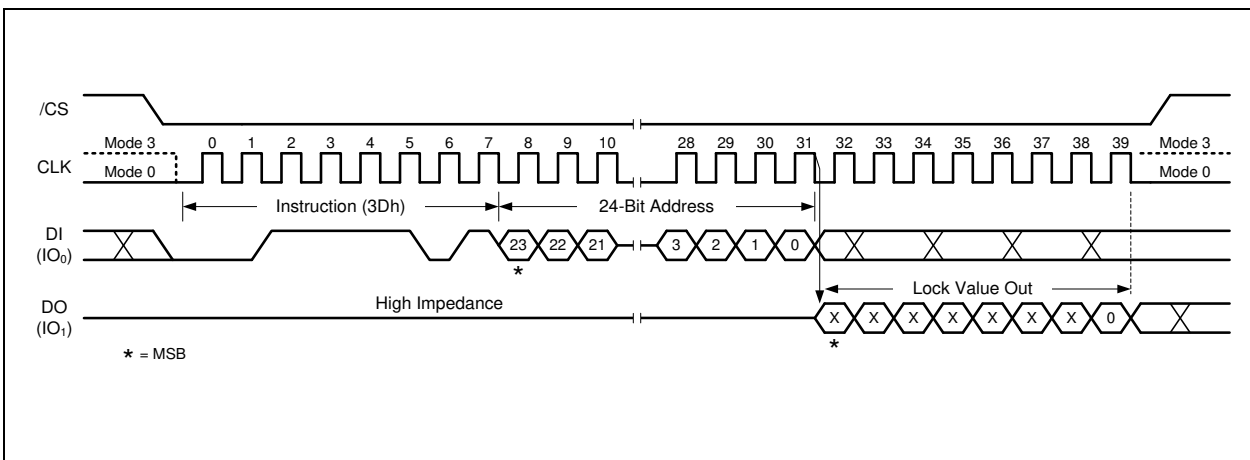 /CS
Mode 3 0 1 2 3 4 5 6 7 8 9 10 28 29 30 31 32 33 34 35 36 37 38 39 Mode 3
CLK
Mode 0 Mode 0
Instruction (3Dh) 24-Bit Address
DI
(IO₀)
23 22 21 3 2 1 0
*
Lock Value Out
High Impedance
DO
(IO₁)
X X X X X X X 0
*
* = MSB